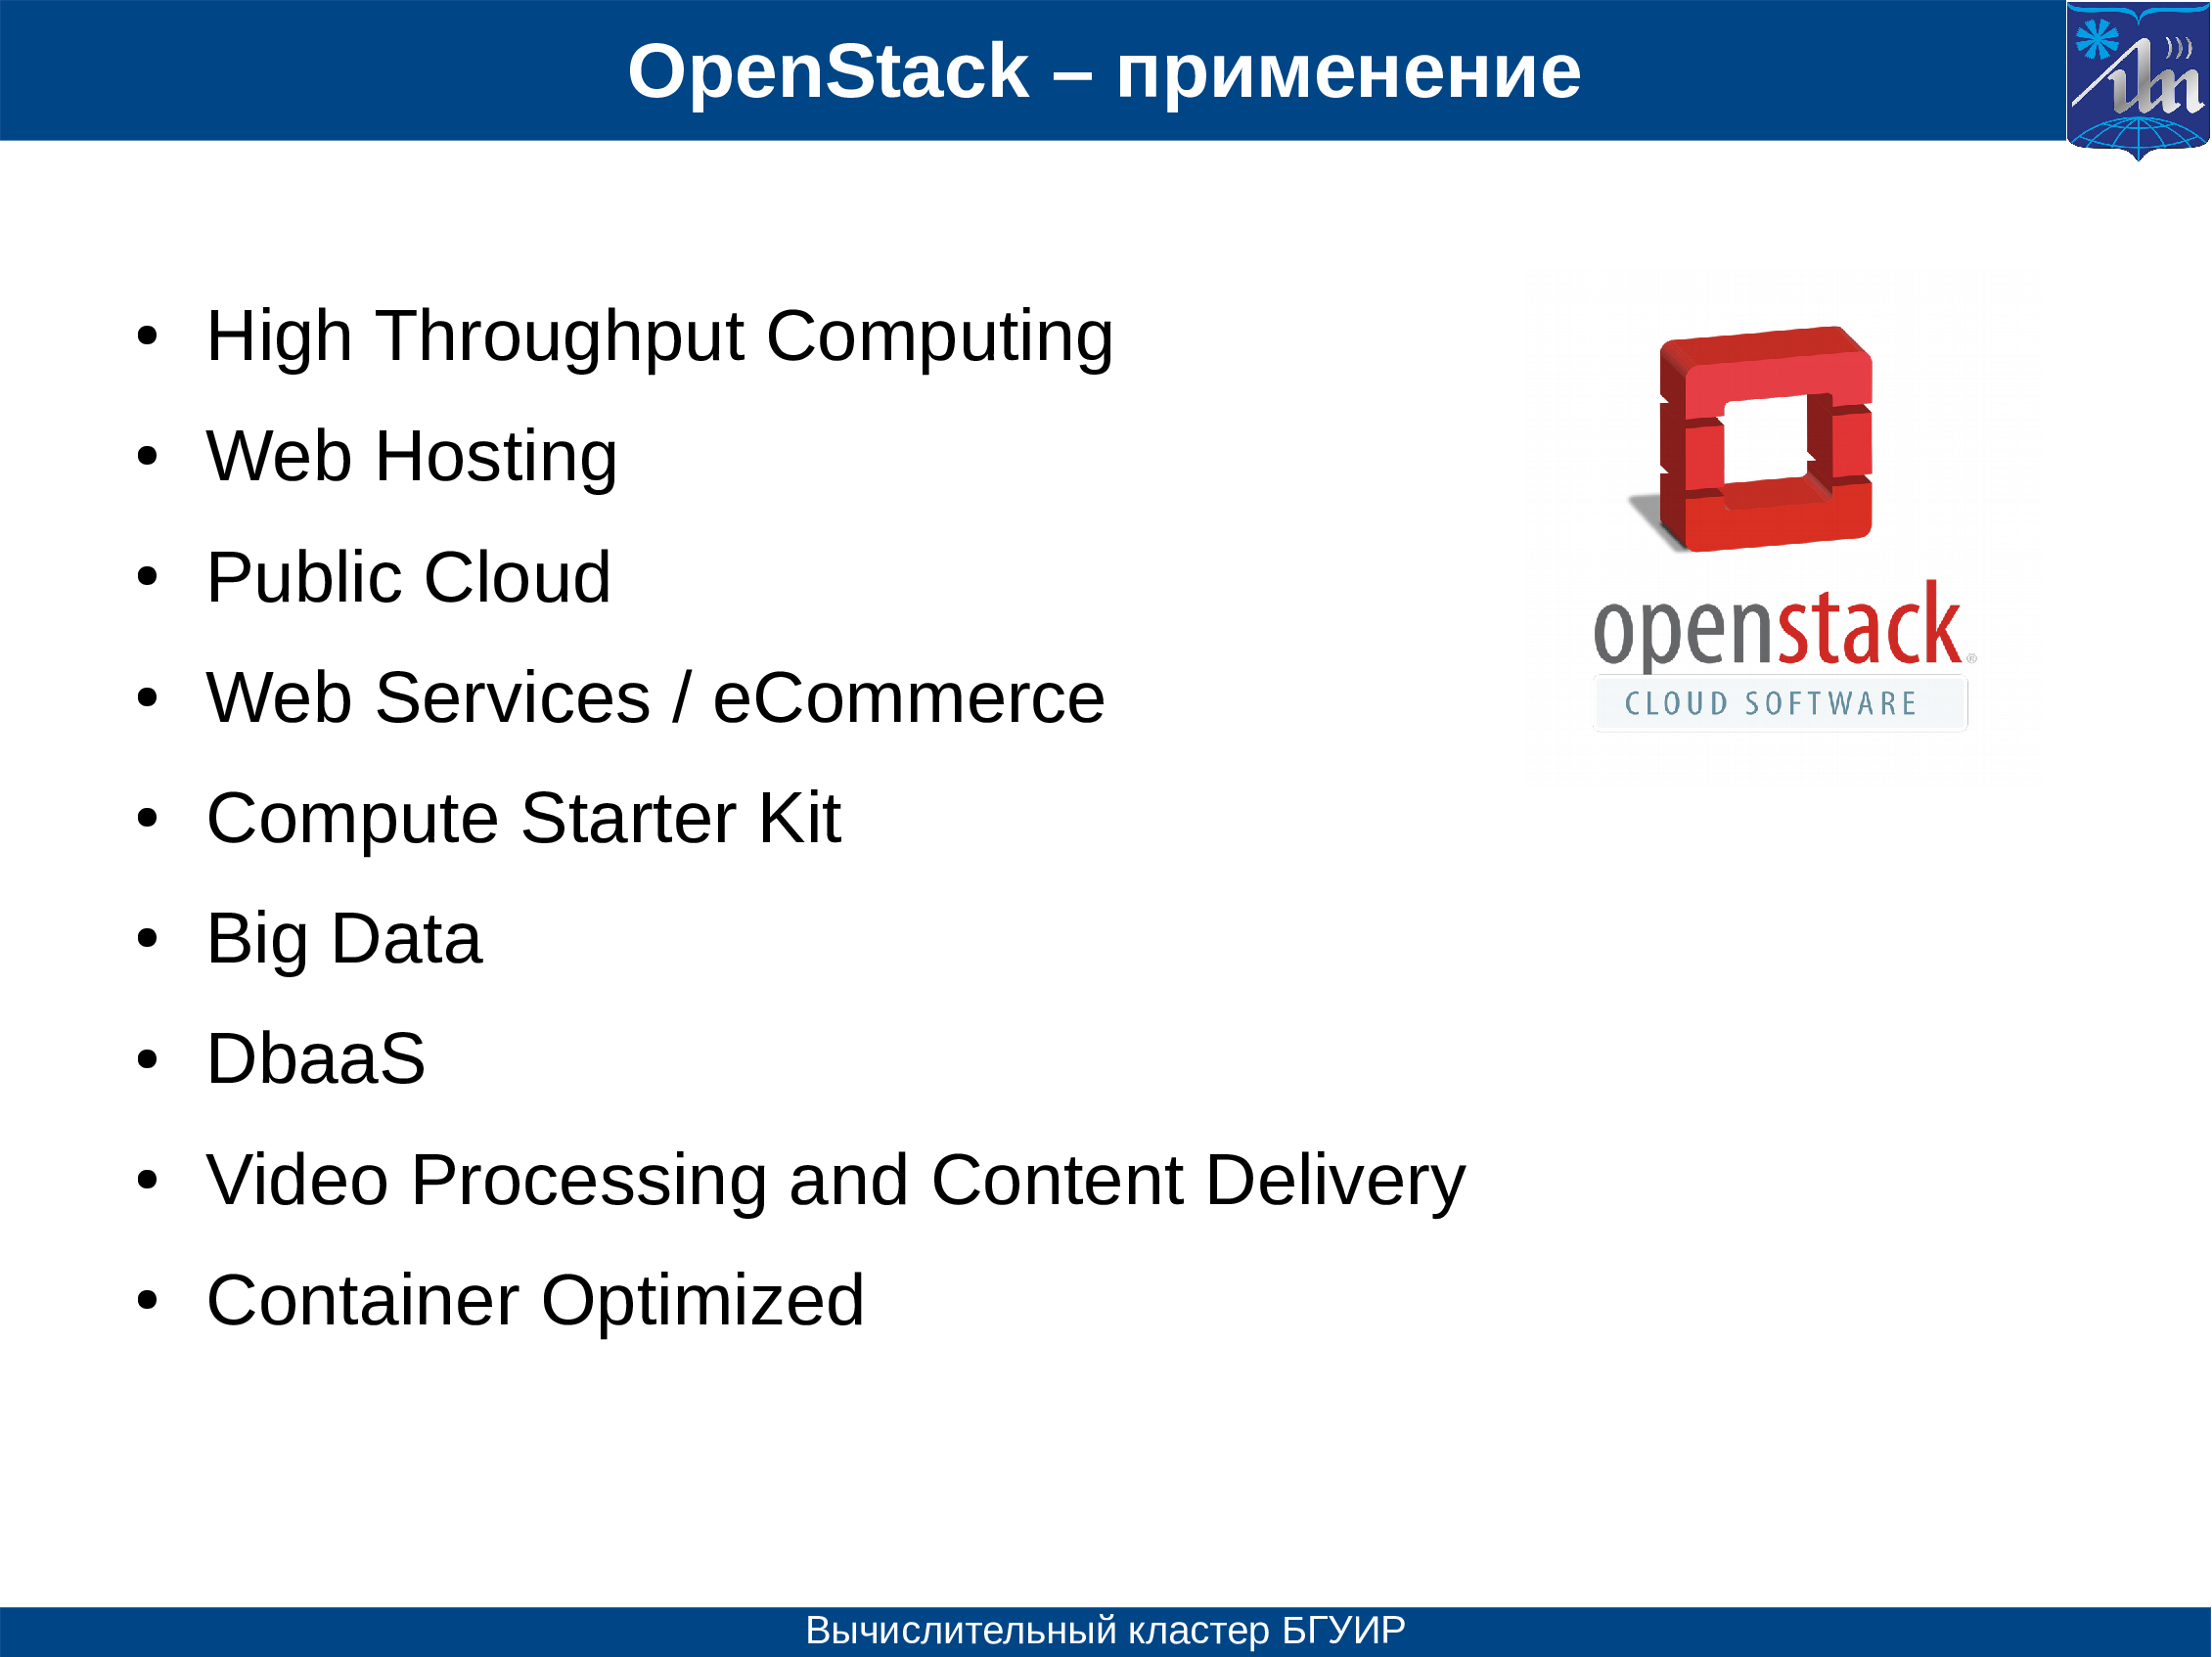 OpenStack – применение
• High Throughput Computing
• Web Hosting
• Public Cloud
• Web Services / eCommerce
• Compute Starter Kit
• Big Data
• DbaaS
• Video Processing and Content Delivery
• Container Optimized
openstack®
CLOUD SOFTWARE
Вычислительный кластер БГУИР